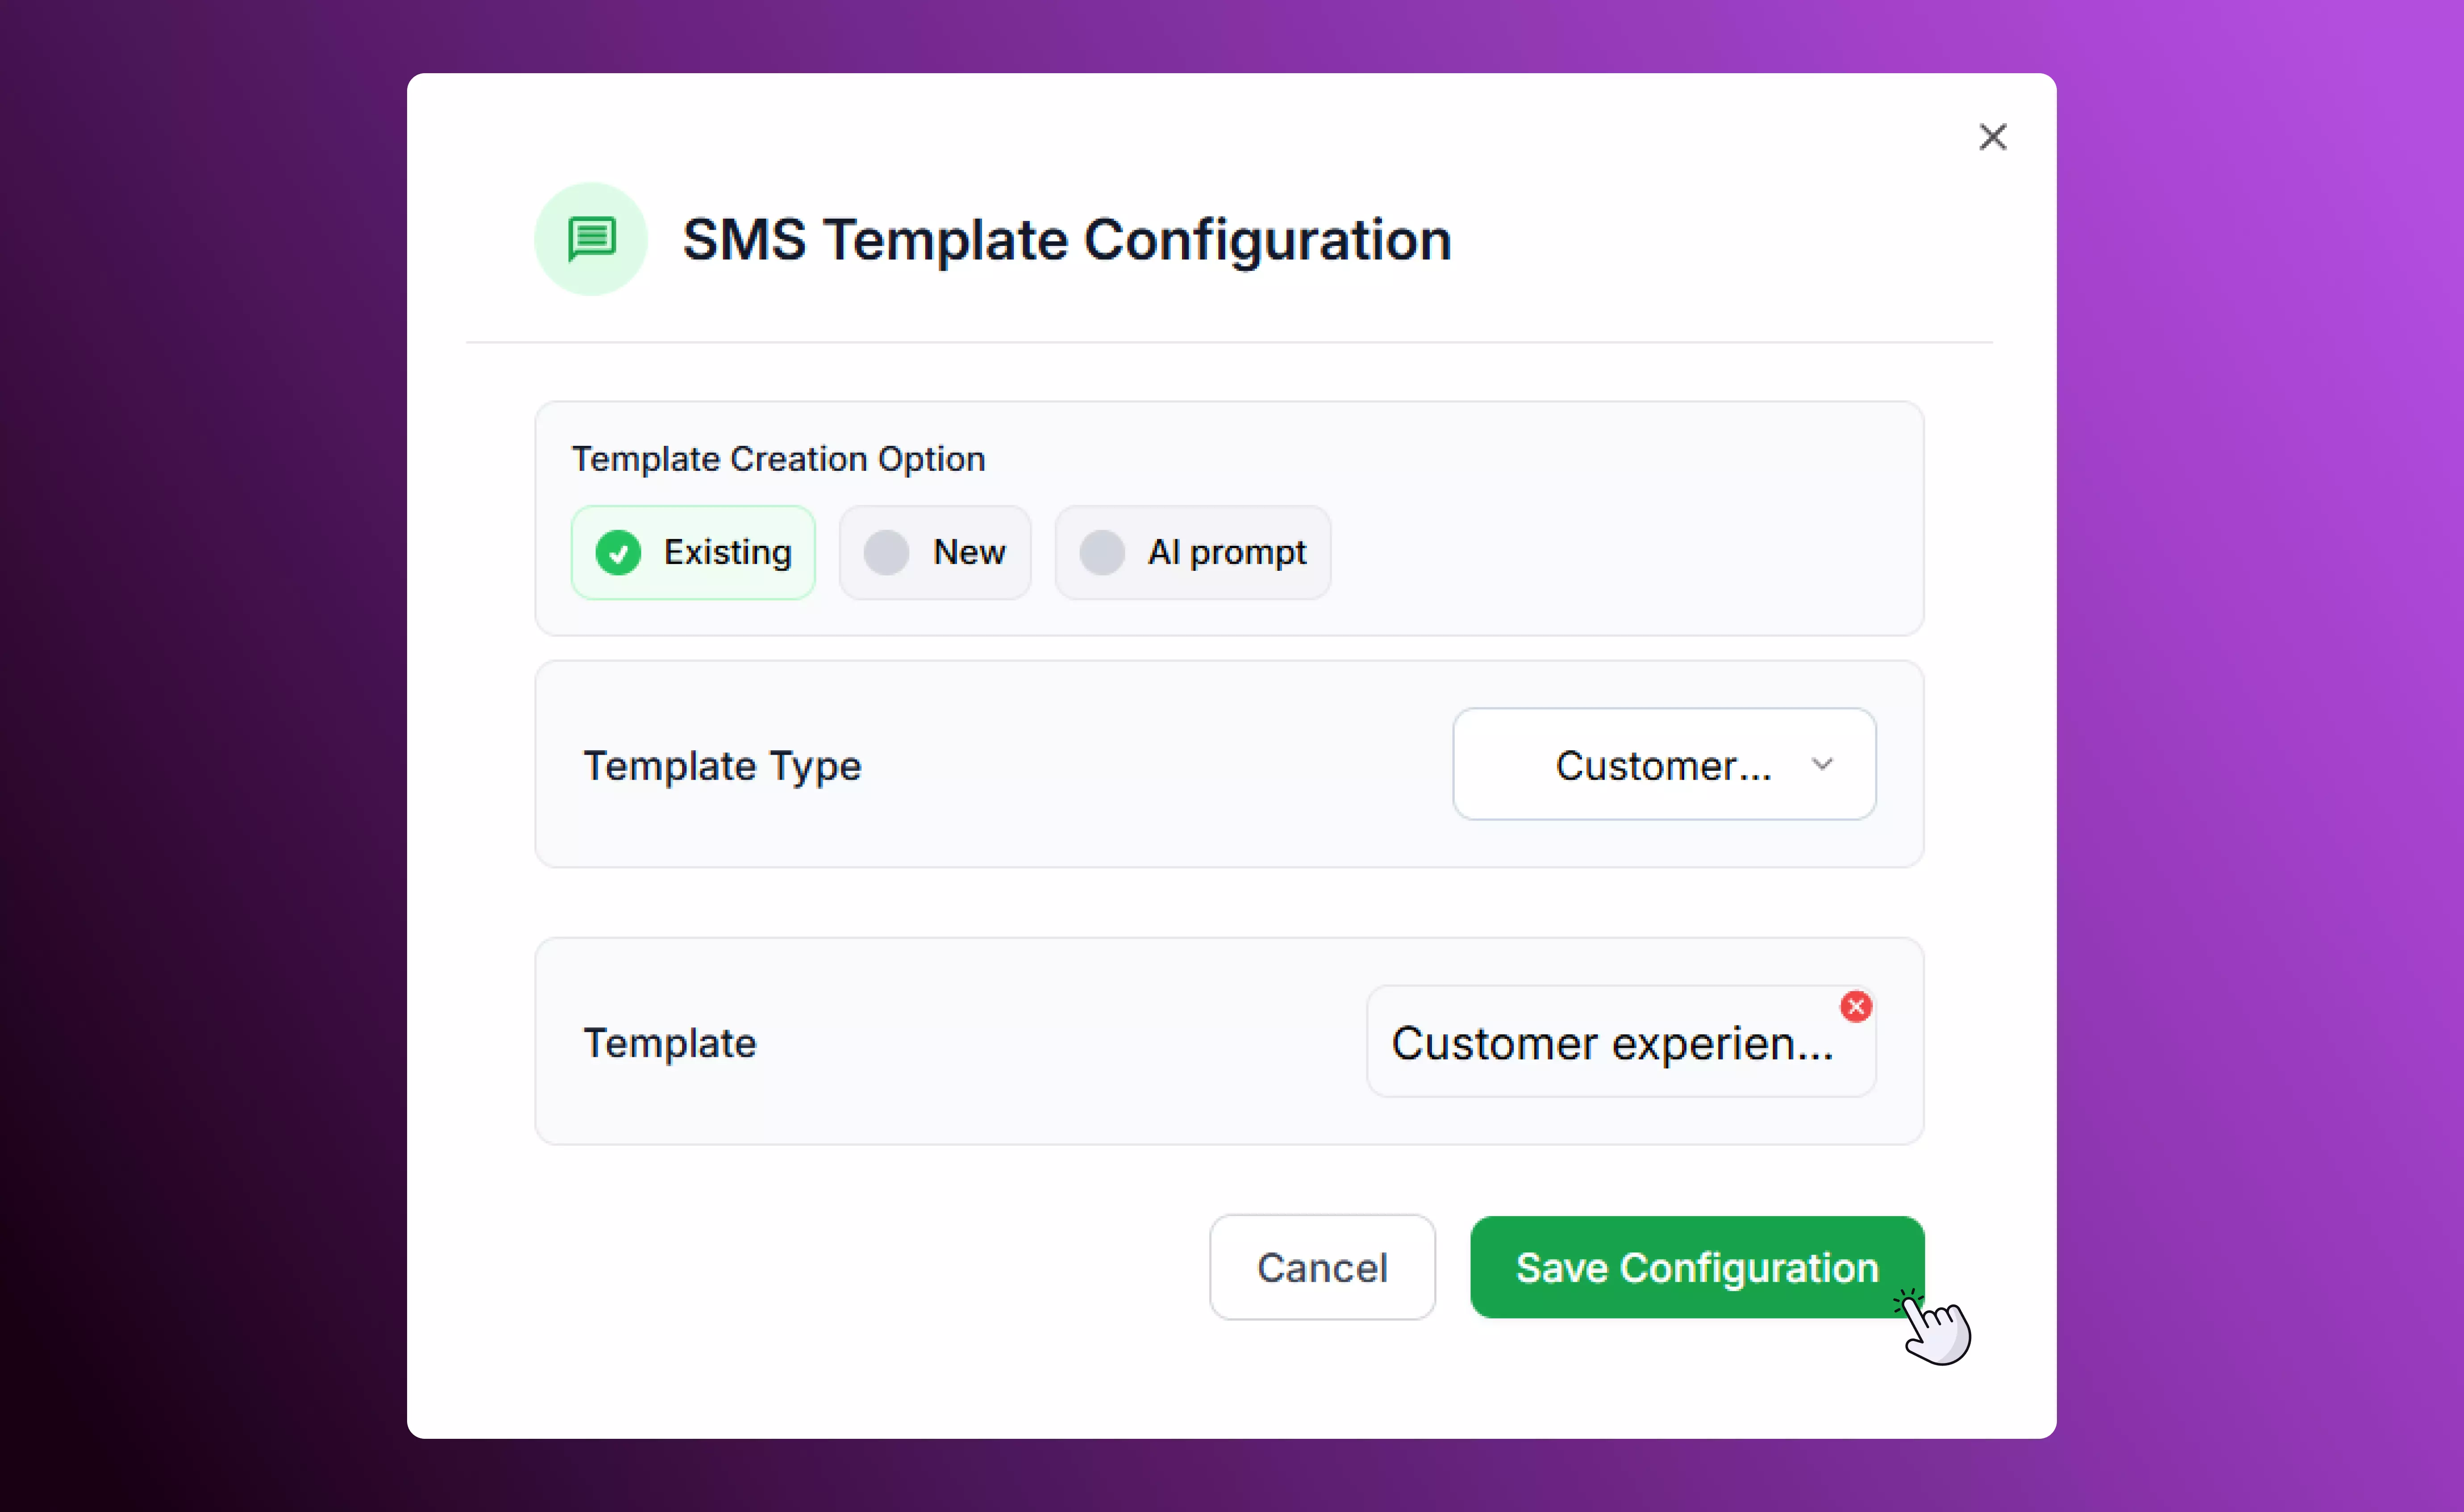 SMS Template Configuration
Template Creation Option
Existing
New
AI prompt
Template Type
Customer...
Template
Customer experien...
Cancel
Save Configuration